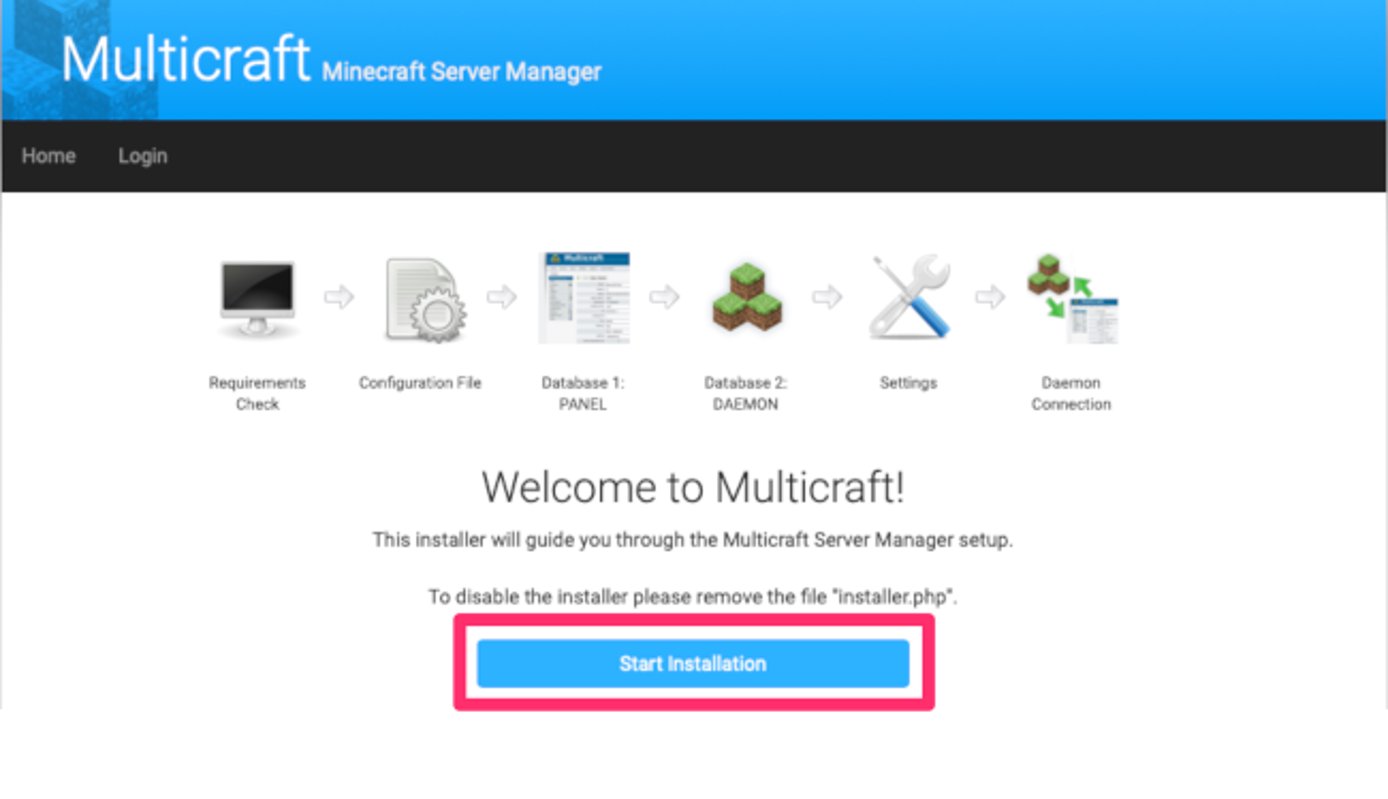 Multicraft Minecraft Server Manager
Home Login
Multicraft
Requirements Check
Configuration File
Database 1: PANEL
Database 2: DAEMON
Settings
Daemon Connection
Welcome to Multicraft!
This installer will guide you through the Multicraft Server Manager setup.
To disable the installer please remove the file "installer.php".
Start Installation